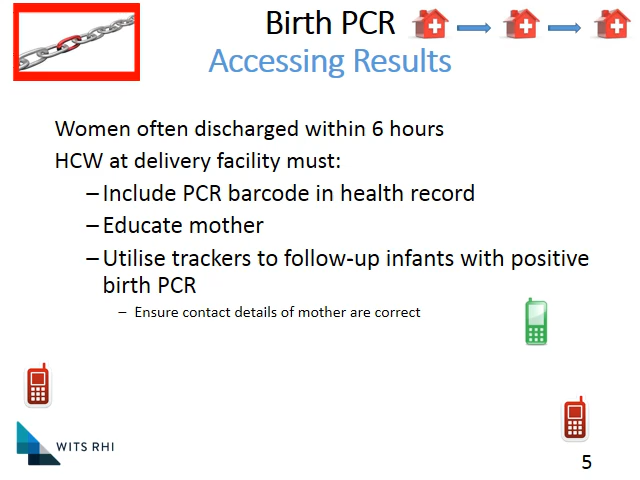 Birth PCR
Accessing Results
Women often discharged within 6 hours
HCW at delivery facility must:
– Include PCR barcode in health record
– Educate mother
– Utilise trackers to follow-up infants with positive
birth PCR
– Ensure contact details of mother are correct
WITS RHI
5